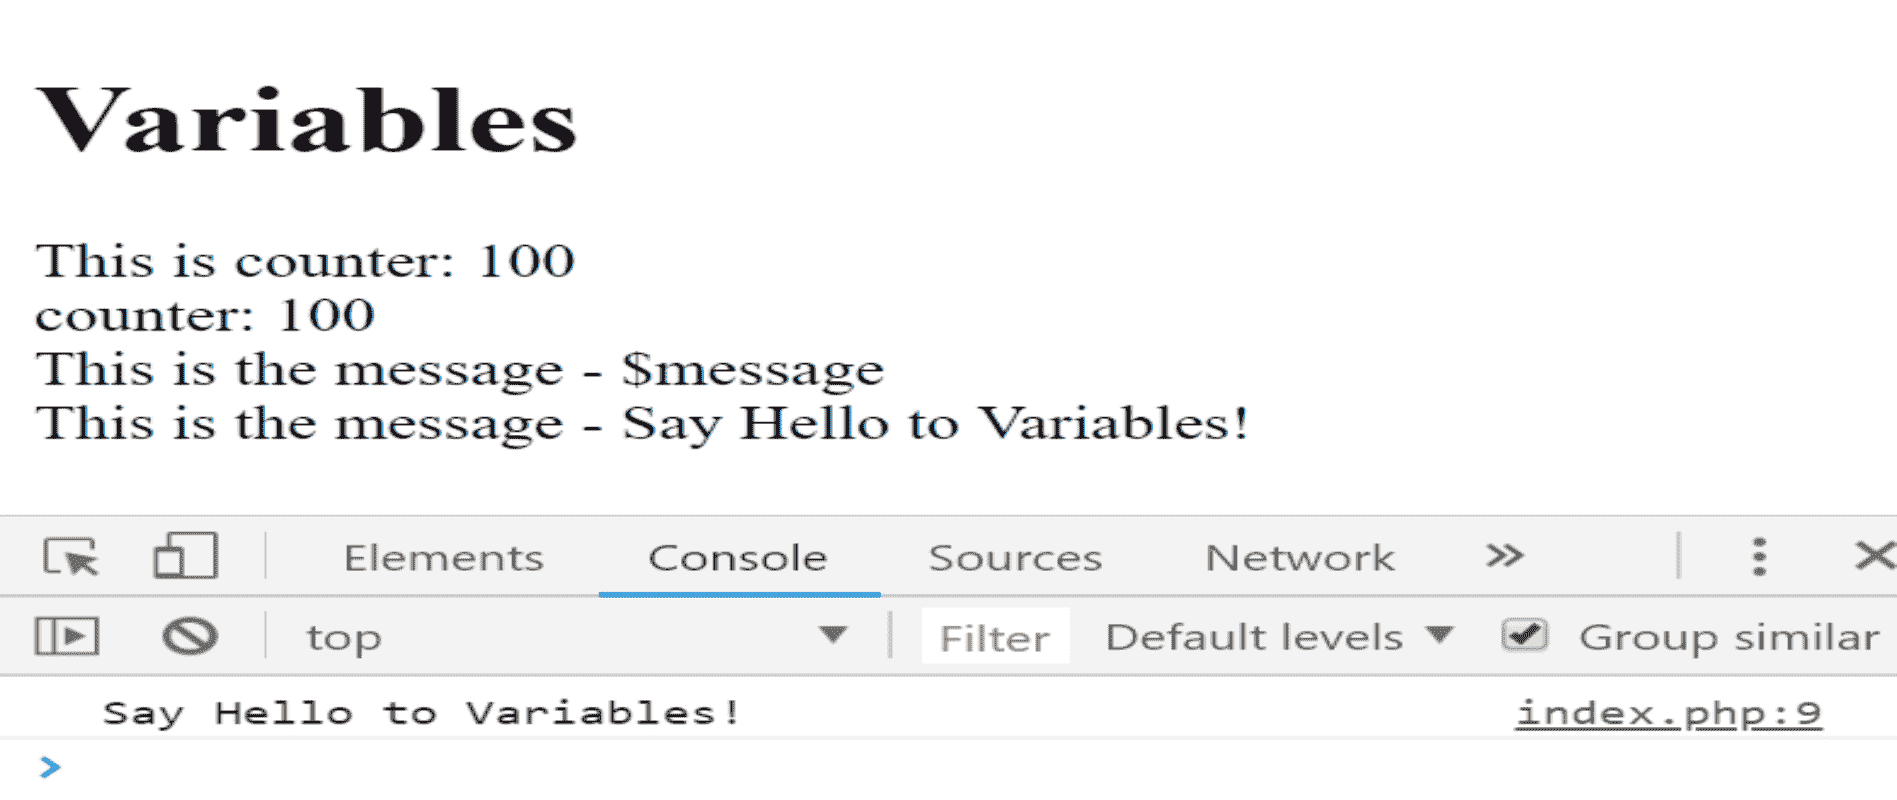 Variables
This is counter: 100
counter: 100
This is the message - $message
This is the message - Say Hello to Variables!
Elements Console Sources Network »
top Filter Default levels Group similar
Say Hello to Variables! index.php:9
>